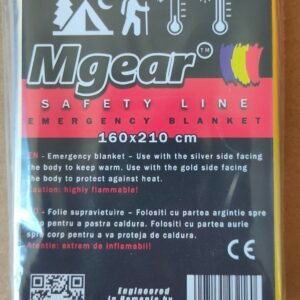 Mgear™
SAFETY LINE
EMERGENCY BLANKET
160x210 cm
EN - Emergency blanket - Use with the silver side facing
the body to keep warm. Use with the gold side facing
the body to protect against heat.
Caution: highly flammable!
RO - Folie supravietuire - Folositi cu partea argintie spre
corp pentru a pastra caldura. Folositi cu partea aurie
spre corp pentru a va proteja de caldura.
Atentie: extrem de inflamabil!
Engineered
in Romania by